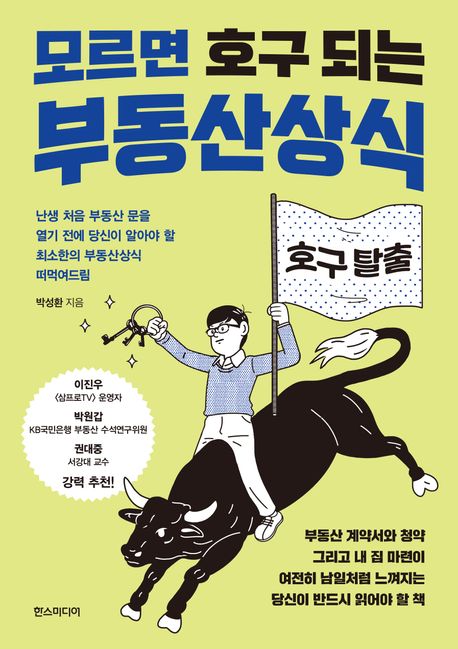 모르면 호구 되는
부동산상식
난생 처음 부동산 문을
열기 전에 당신이 알아야 할
최소한의 부동산상식
떠먹여드림
박성환 지음
호구 탈출
이진우
〈삼프로TV〉 운영자
박원갑
KB국민은행 부동산 수석연구위원
권대중
서강대 교수
강력 추천!
부동산 계약서와 청약
그리고 내 집 마련이
여전히 남일처럼 느껴지는
당신이 반드시 읽어야 할 책
한스미디어